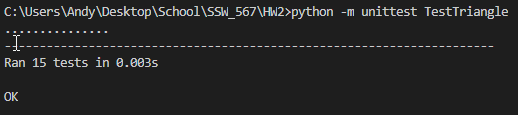 C:\Users\Andy\Desktop\School\SSW_567\HW2>python -m unittest TestTriangle
...............
----------------------------------------------------------------------
Ran 15 tests in 0.003s
OK